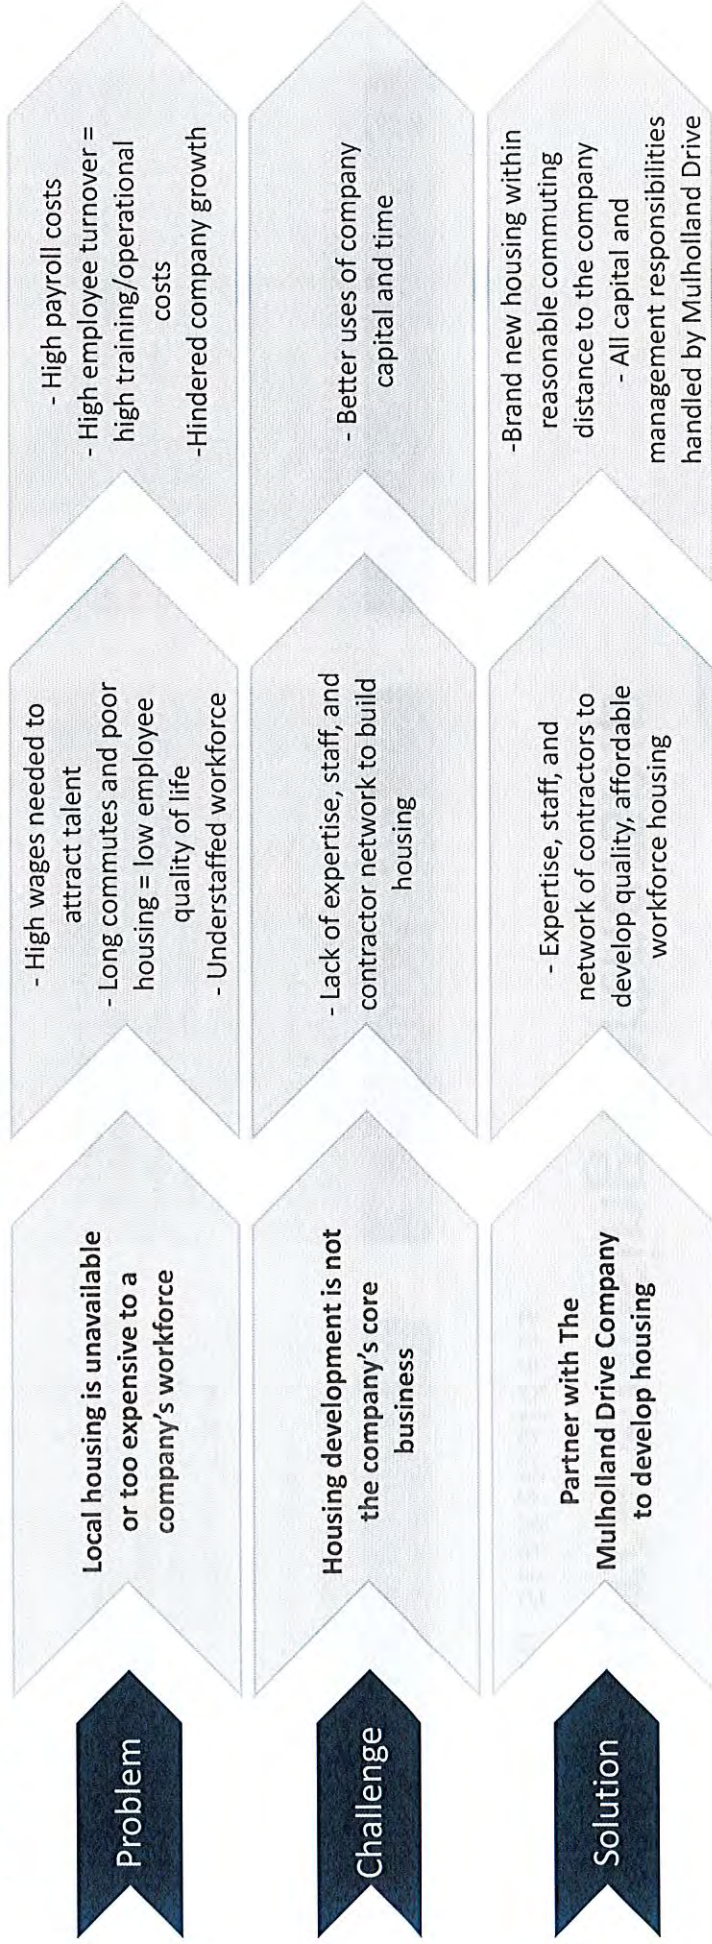 Problem
Local housing is unavailable
or too expensive to a
company's workforce
- High wages needed to
attract talent
- Long commutes and poor
housing = low employee
quality of life
- Understaffed workforce
- High payroll costs
- High employee turnover =
high training/operational
costs
-Hindered company growth
Challenge
Housing development is not
the company's core
business
- Lack of expertise, staff, and
contractor network to build
housing
- Better uses of company
capital and time
Solution
Partner with The
Mulholland Drive Company
to develop housing
- Expertise, staff, and
network of contractors to
develop quality, affordable
workforce housing
-Brand new housing within
reasonable commuting
distance to the company
- All capital and
management responsibilities
handled by Mulholland Drive